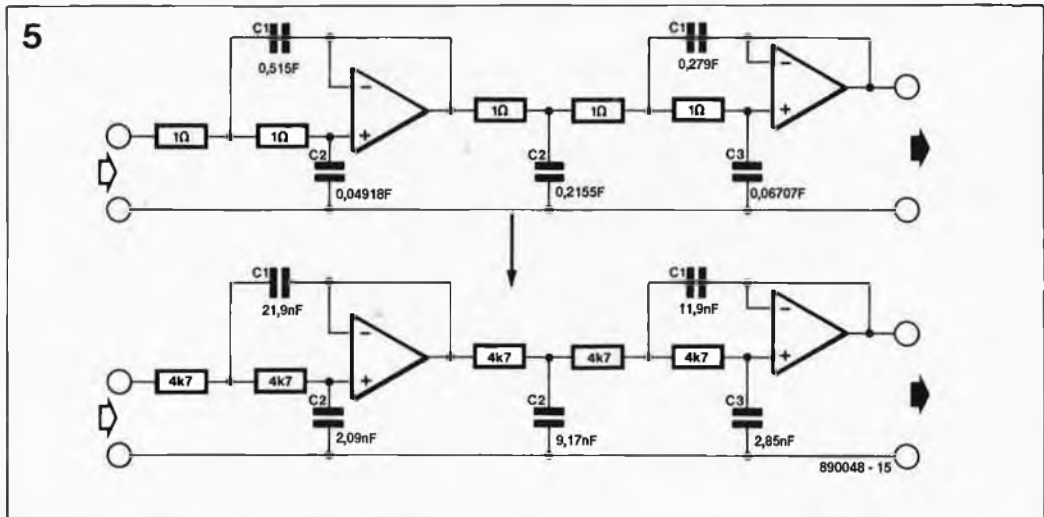 5
C1
0,515F
1Ω
1Ω
−
+
C2
0,04918F
1Ω
1Ω
C2
0,2155F
C1
0,279F
1Ω
−
+
C3
0,06707F
C1
21,9nF
4k7
4k7
−
+
C2
2,09nF
4k7
4k7
C2
9,17nF
C1
11,9nF
4k7
−
+
C3
2,85nF
890048 - 15